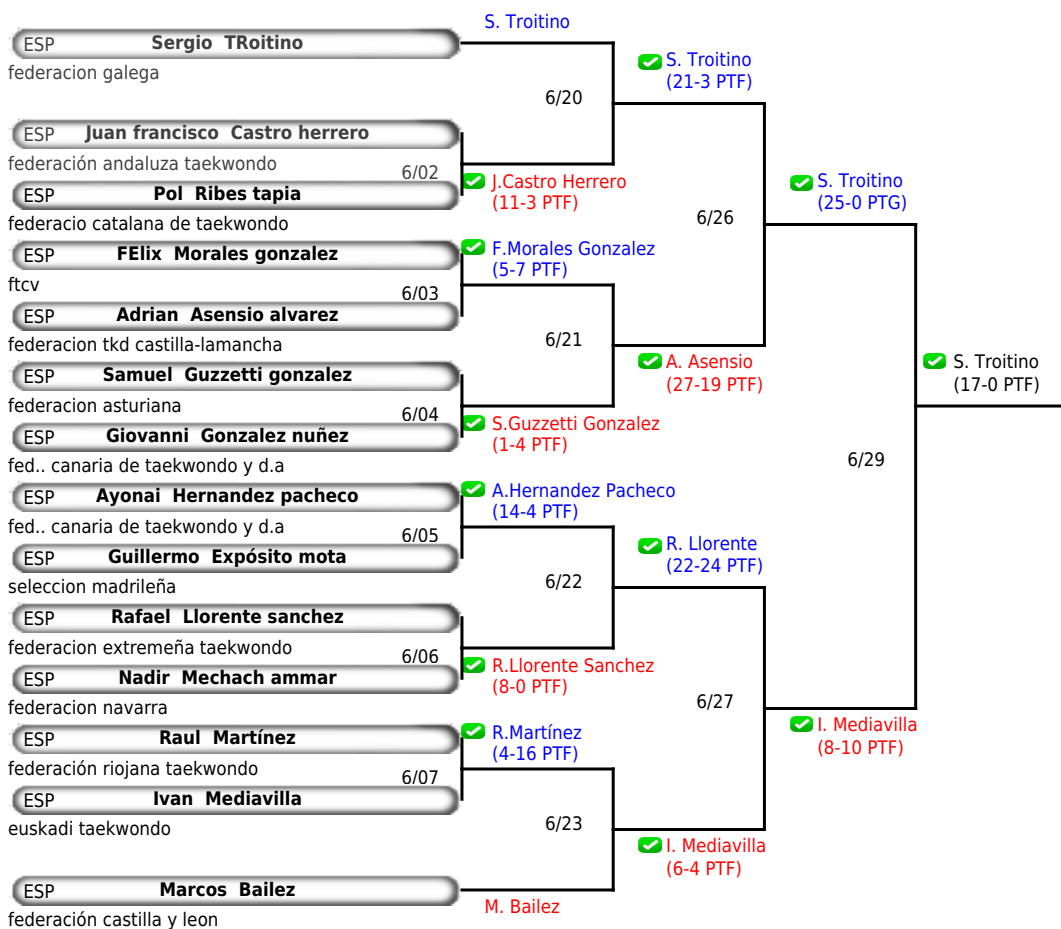 S. Troitino
ESP Sergio TRoitino
federacion galega
S. Troitino
(21-3 PTF)
6/20
ESP Juan francisco Castro herrero
federación andaluza taekwondo
6/02
J.Castro Herrero
(11-3 PTF)
ESP Pol Ribes tapia
federacio catalana de taekwondo
S. Troitino
(25-0 PTG)
6/26
ESP FElix Morales gonzalez
ftcv
F.Morales Gonzalez
(5-7 PTF)
6/03
ESP Adrian Asensio alvarez
federacion tkd castilla-lamancha
6/21
A. Asensio
(27-19 PTF)
ESP Samuel Guzzetti gonzalez
federacion asturiana
6/04
S.Guzzetti Gonzalez
(1-4 PTF)
ESP Giovanni Gonzalez nuñez
fed.. canaria de taekwondo y d.a
S. Troitino
(17-0 PTF)
6/29
ESP Ayonai Hernandez pacheco
fed.. canaria de taekwondo y d.a
A.Hernandez Pacheco
(14-4 PTF)
6/05
ESP Guillermo Expósito mota
seleccion madrileña
6/22
R. Llorente
(22-24 PTF)
ESP Rafael Llorente sanchez
federacion extremeña taekwondo
6/06
R.Llorente Sanchez
(8-0 PTF)
ESP Nadir Mechach ammar
federacion navarra
6/27
I. Mediavilla
(8-10 PTF)
ESP Raul Martínez
federación riojana taekwondo
R.Martínez
(4-16 PTF)
6/07
ESP Ivan Mediavilla
euskadi taekwondo
6/23
I. Mediavilla
(6-4 PTF)
ESP Marcos Bailez
federación castilla y leon
M. Bailez